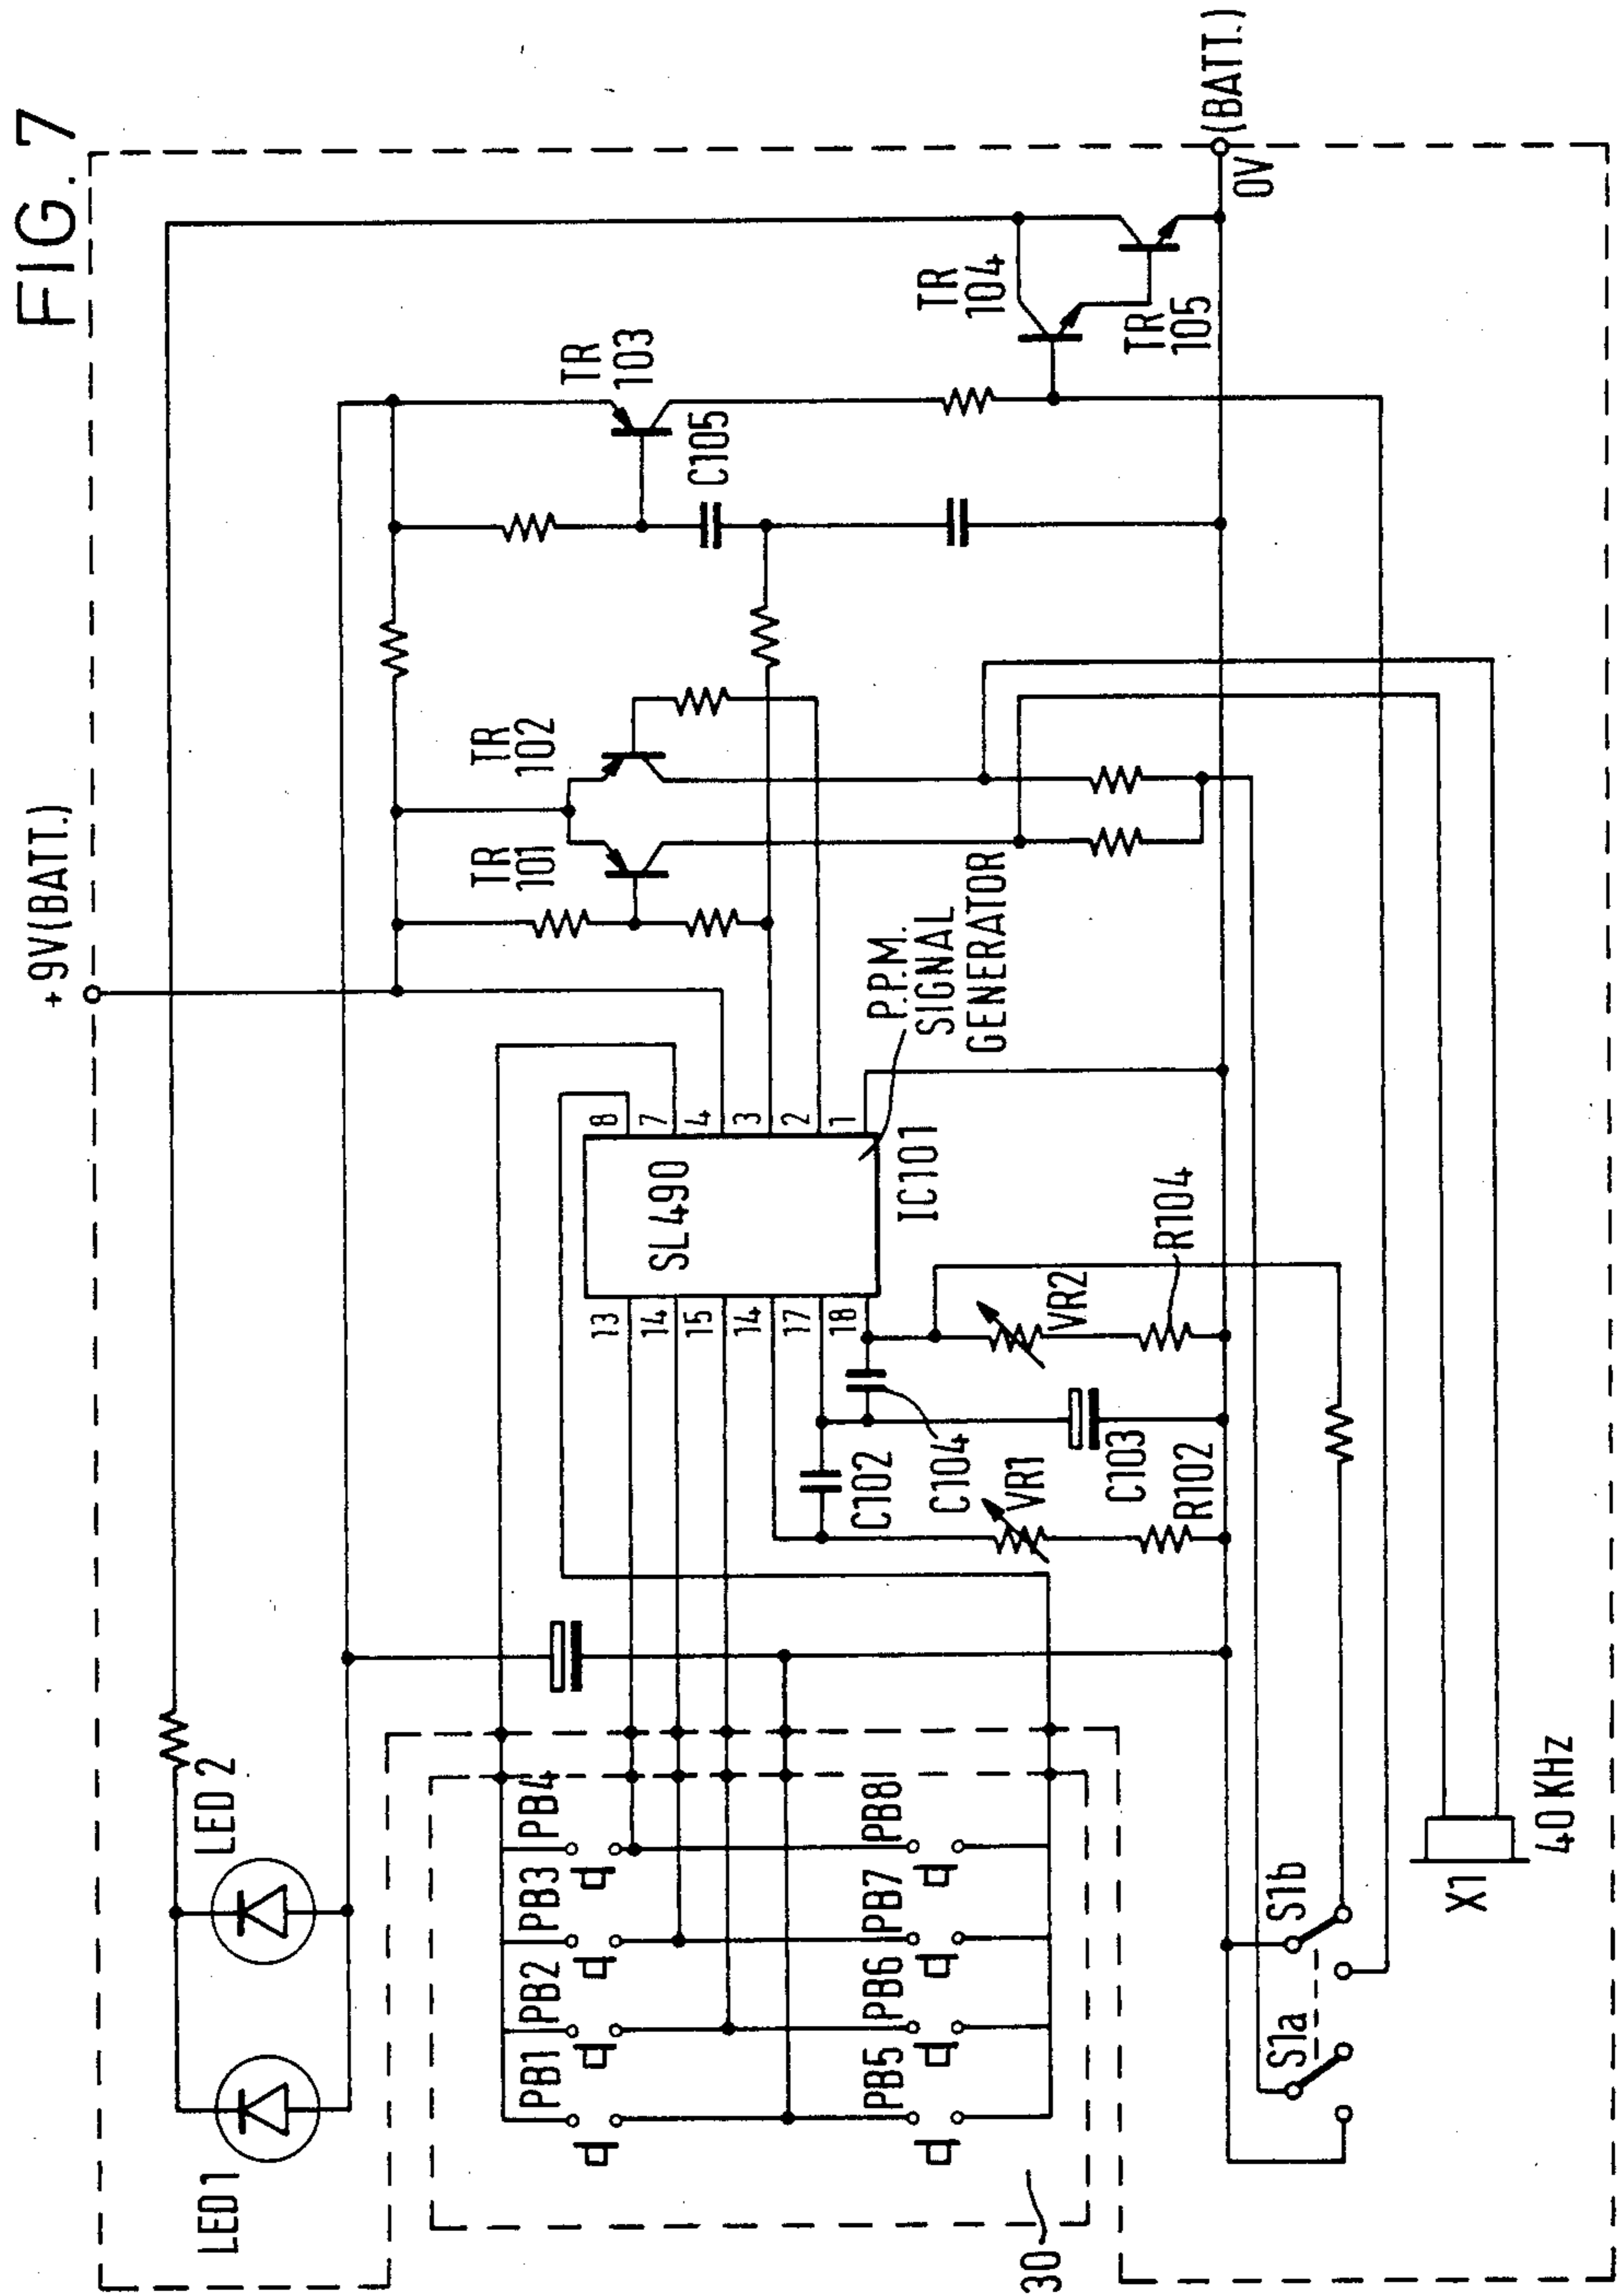 FIG. 7
+9V(BATT.)
LED1
LED 2
TR
101
TR
102
TR
103
C105
TR
104
TR
105
(BATT.)
0V
SL490
8
7
4
3
2
1
13
14
15
14
17
18
IC101
P.P.M.
SIGNAL
GENERATOR
C102
C104
VR1
C103
R102
VR2
R104
PB1
PB2
PB3
PB4
PB5
PB6
PB7
PB8
30
S1a
S1b
X1
40 KHz